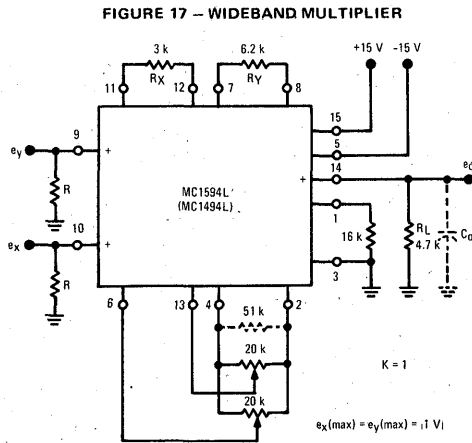 FIGURE 17 – WIDEBAND MULTIPLIER
3 k
6.2 k
+15 V
-15 V
RX
RY
11
12
7
8
15
9
5
ey
+
14
eo
+
MC1594L
(MC1494L)
R
1
10
RL
4.7 k
Co
ex
+
16 k
3
R
6
13
4
2
51 k
20 k
K = 1
20 k
ex(max) = ey(max) = |1 V|